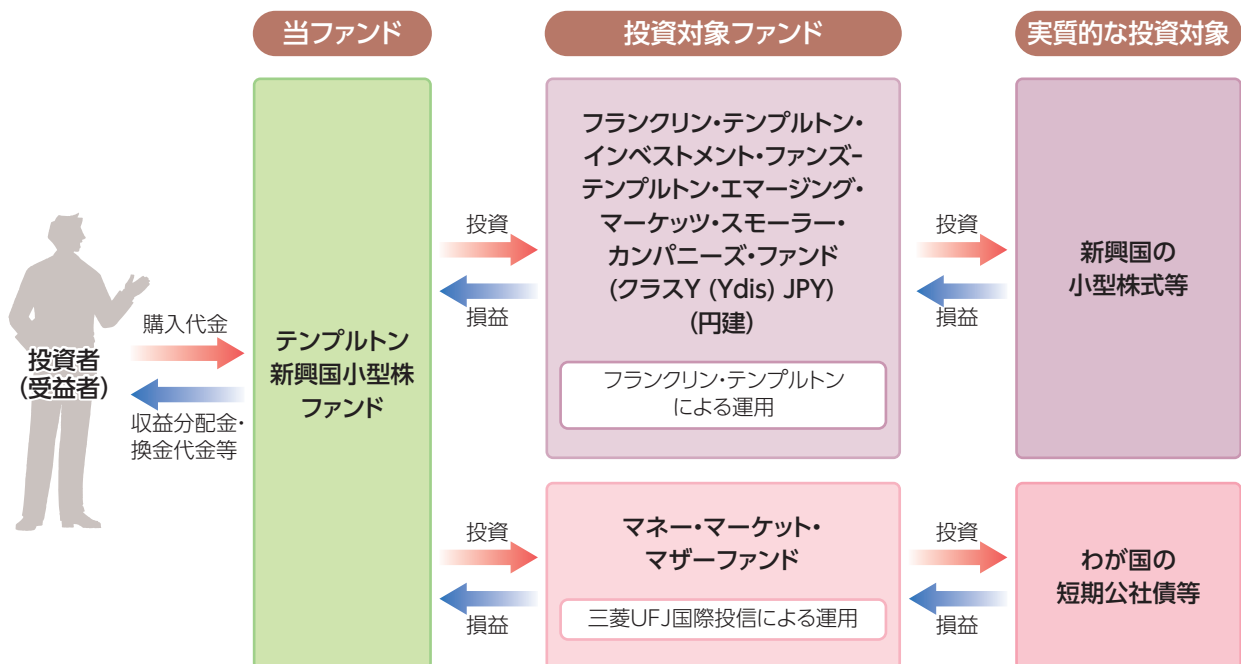 当ファンド
投資対象ファンド
実質的な投資対象
投資者
(受益者)
購入代金
収益分配金・
換金代金等
テンプルトン
新興国小型株
ファンド
投資
損益
フランクリン・テンプルトン・
インベストメント・ファンズ-
テンプルトン・エマージング・
マーケッツ・スモーラー・
カンパニーズ・ファンド
(クラスY (Ydis) JPY)
(円建)
フランクリン・テンプルトン
による運用
投資
損益
新興国の
小型株式等
投資
損益
マネー・マーケット・
マザーファンド
三菱UFJ国際投信による運用
投資
損益
わが国の
短期公社債等